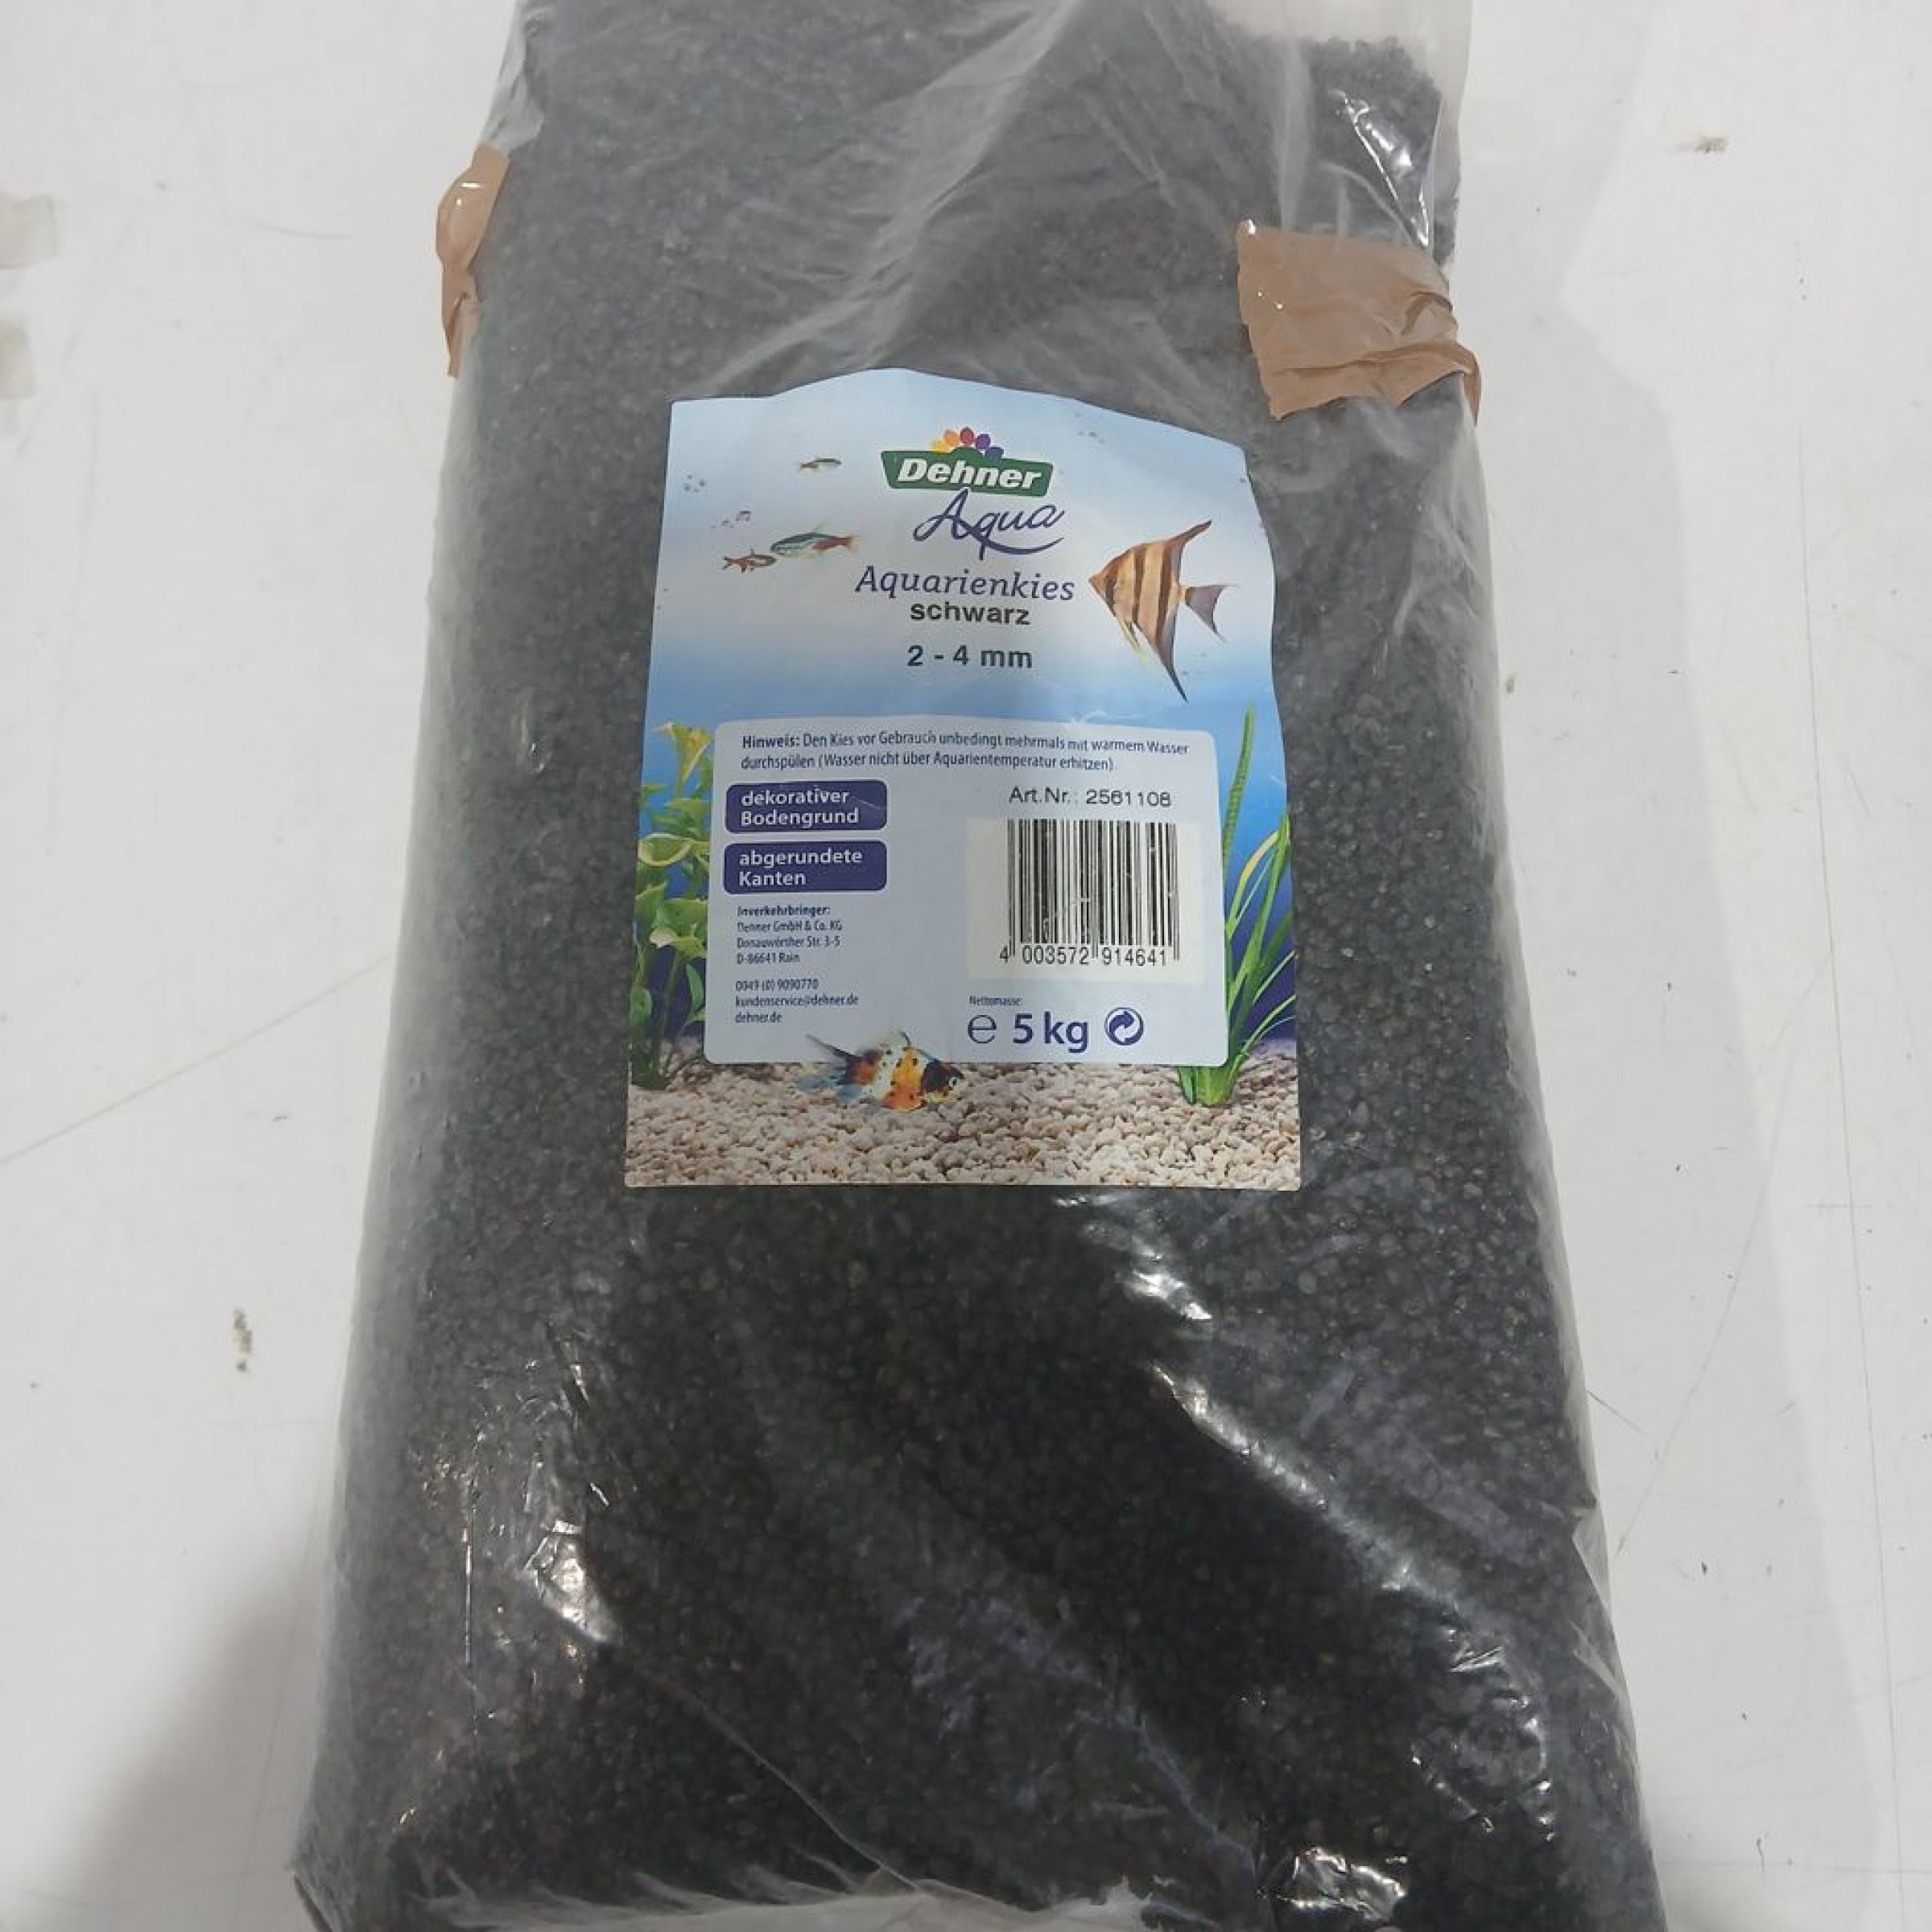 Dehner
Aqua
Aquarienkies
schwarz
2 - 4 mm
Hinweis: Den Kies vor Gebrauch unbedingt mehrmals mit warmem Wasser
durchspülen (Wasser nicht über Aquarientemperatur erhitzen).
dekorativer
Bodengrund
Art.Nr.: 2561108
abgerundete
Kanten
Inverkehrbringer:
Dehner GmbH & Co. KG
Donauwörther Str. 3-5
D-86641 Rain
0049 (0) 9090770
kundenservice@dehner.de
dehner.de
4 003572 914641
Nettomasse:
℮ 5 kg